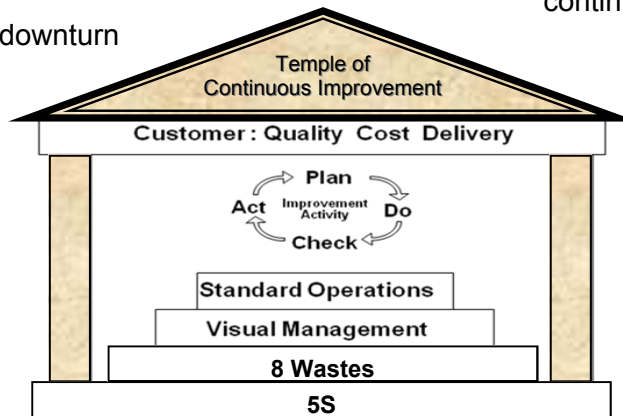 contin
downturn
Temple of
Continuous Improvement
Customer : Quality Cost Delivery
Plan
Act Improvement Do
Activity
Check
Standard Operations
Visual Management
8 Wastes
5S